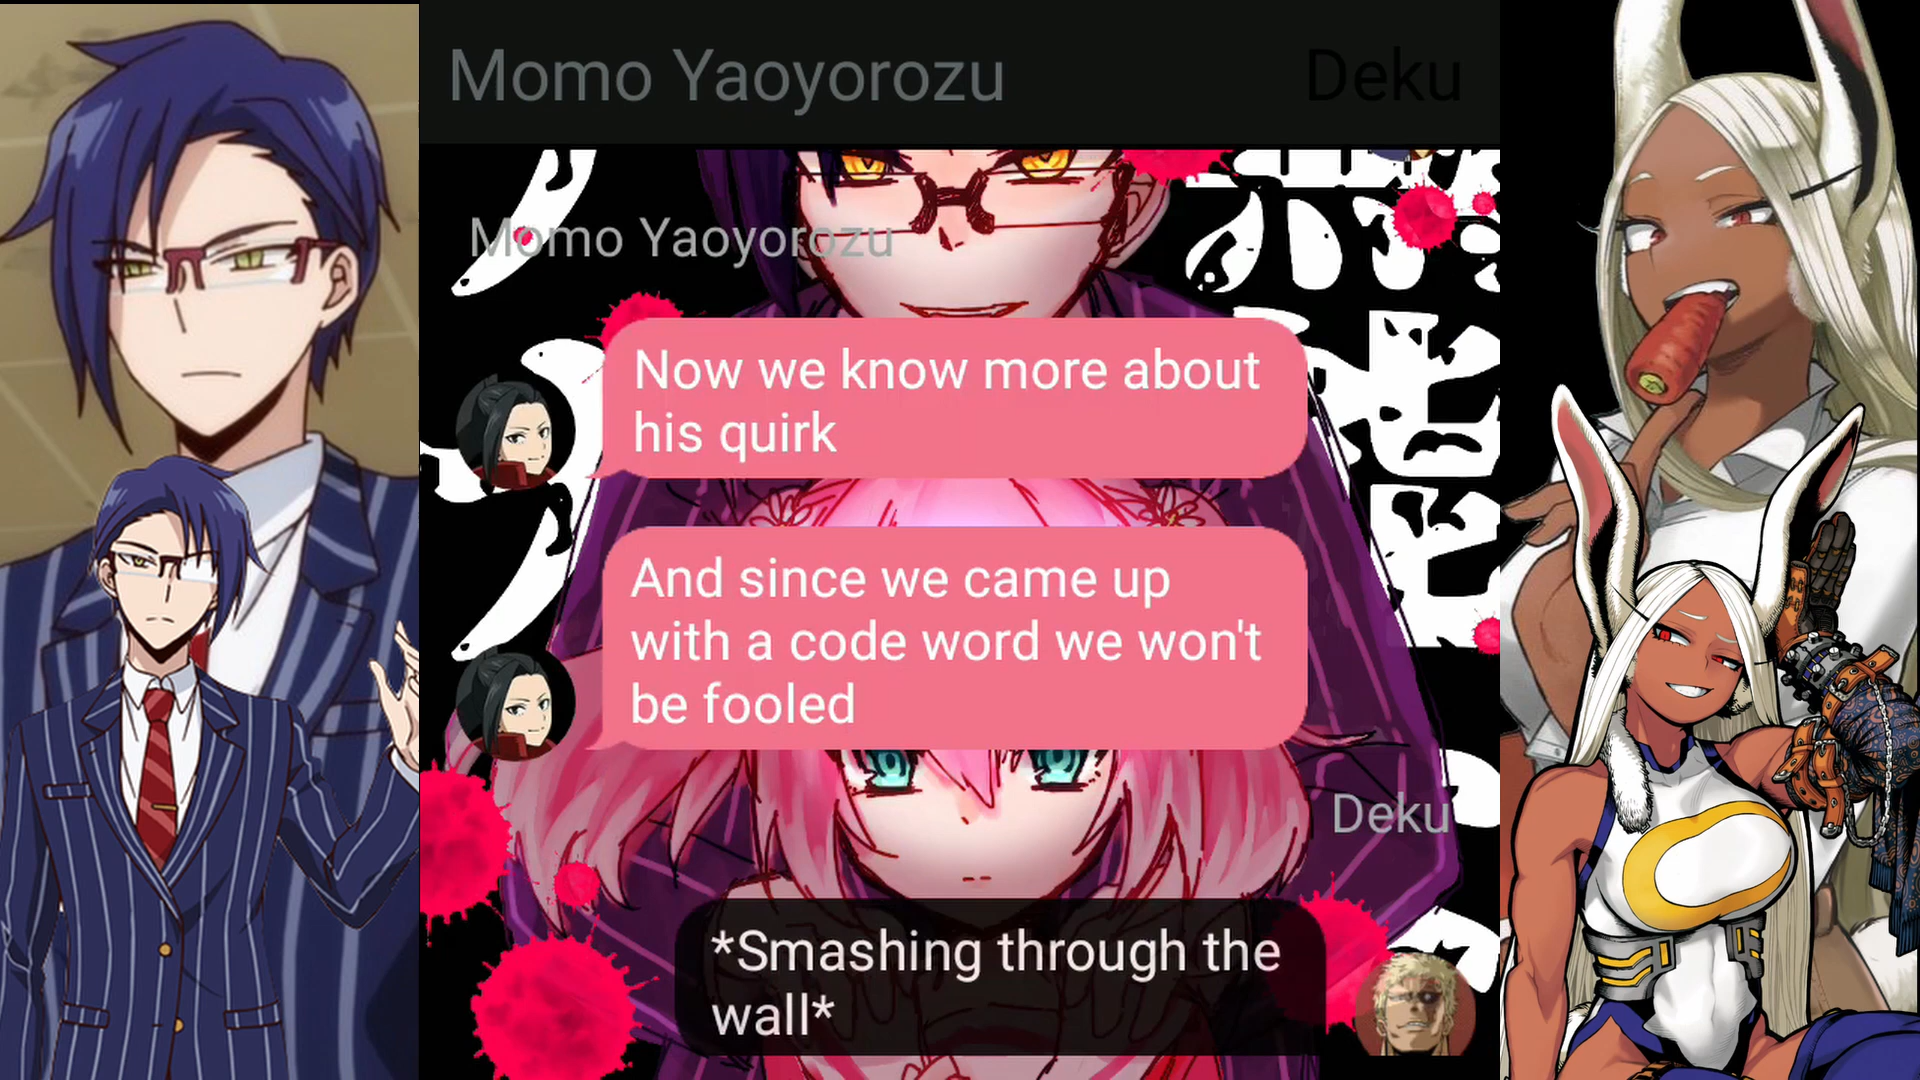 Momo Yaoyorozu
Deku
Momo Yaoyorozu
Now we know more about
his quirk
And since we came up
with a code word we won't
be fooled
Deku
*Smashing through the
wall*